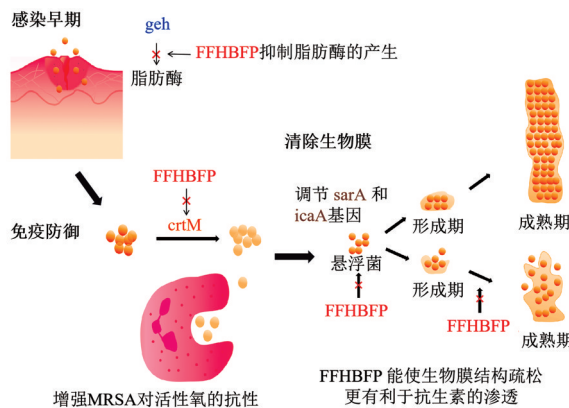 感染早期
geh
FFHBFP抑制脂肪酶的产生
脂肪酶
清除生物膜
FFHBFP
调节 sarA 和
icaA基因
免疫防御
crtM
形成期
成熟期
悬浮菌
FFHBFP
形成期
FFHBFP
成熟期
增强MRSA对活性氧的抗性
FFHBFP 能使生物膜结构疏松
更有利于抗生素的渗透